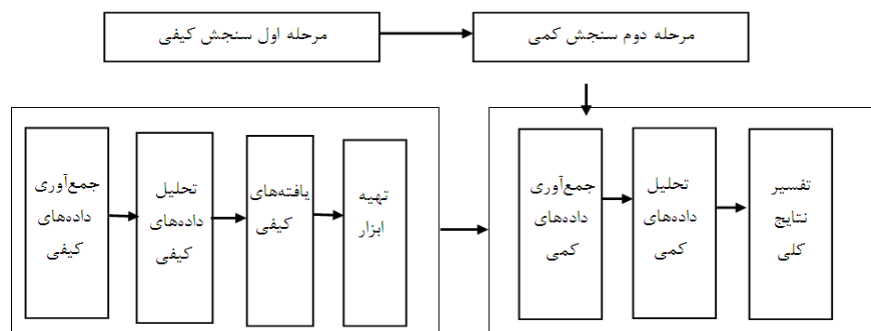 مرحله اول سنجش کیفی
مرحله دوم سنجش کمی
جمع‌آوری
داده‌های
کیفی
تحلیل
داده‌های
کیفی
یافته‌های
کیفی
تهیه
ابزار
جمع‌آوری
داده‌های
کمی
تحلیل
داده‌های
کمی
تفسیر
نتایج
کلی